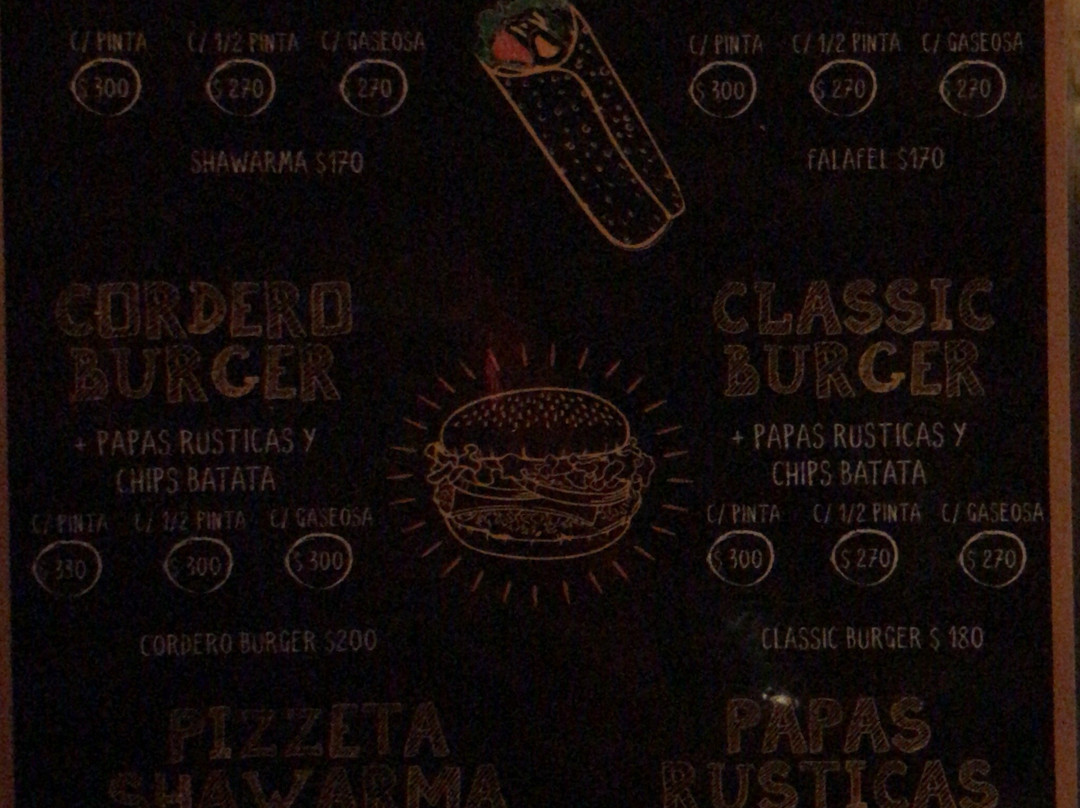 C/ PINTA C/ 1/2 PINTA C/ GASEOSA
$300 $270 $270
SHAWARMA $170
C/ PINTA C/ 1/2 PINTA C/ GASEOSA
$300 $270 $270
FALAFEL $170
CORDERO
BURGER
+ PAPAS RUSTICAS Y
CHIPS BATATA
C/ PINTA C/ 1/2 PINTA C/ GASEOSA
$330 $300 $300
CORDERO BURGER $200
CLASSIC
BURGER
+ PAPAS RUSTICAS Y
CHIPS BATATA
C/ PINTA C/ 1/2 PINTA C/ GASEOSA
$300 $270 $270
CLASSIC BURGER $ 180
PIZZETA
SHAWARMA
PAPAS
RUSTICAS